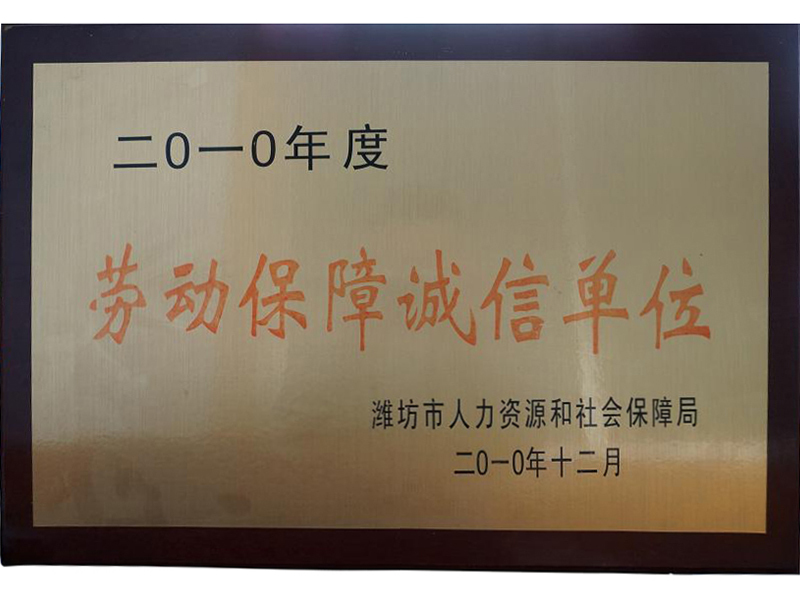 二0一0年度
劳动保障诚信单位
潍坊市人力资源和社会保障局
二0一0年十二月